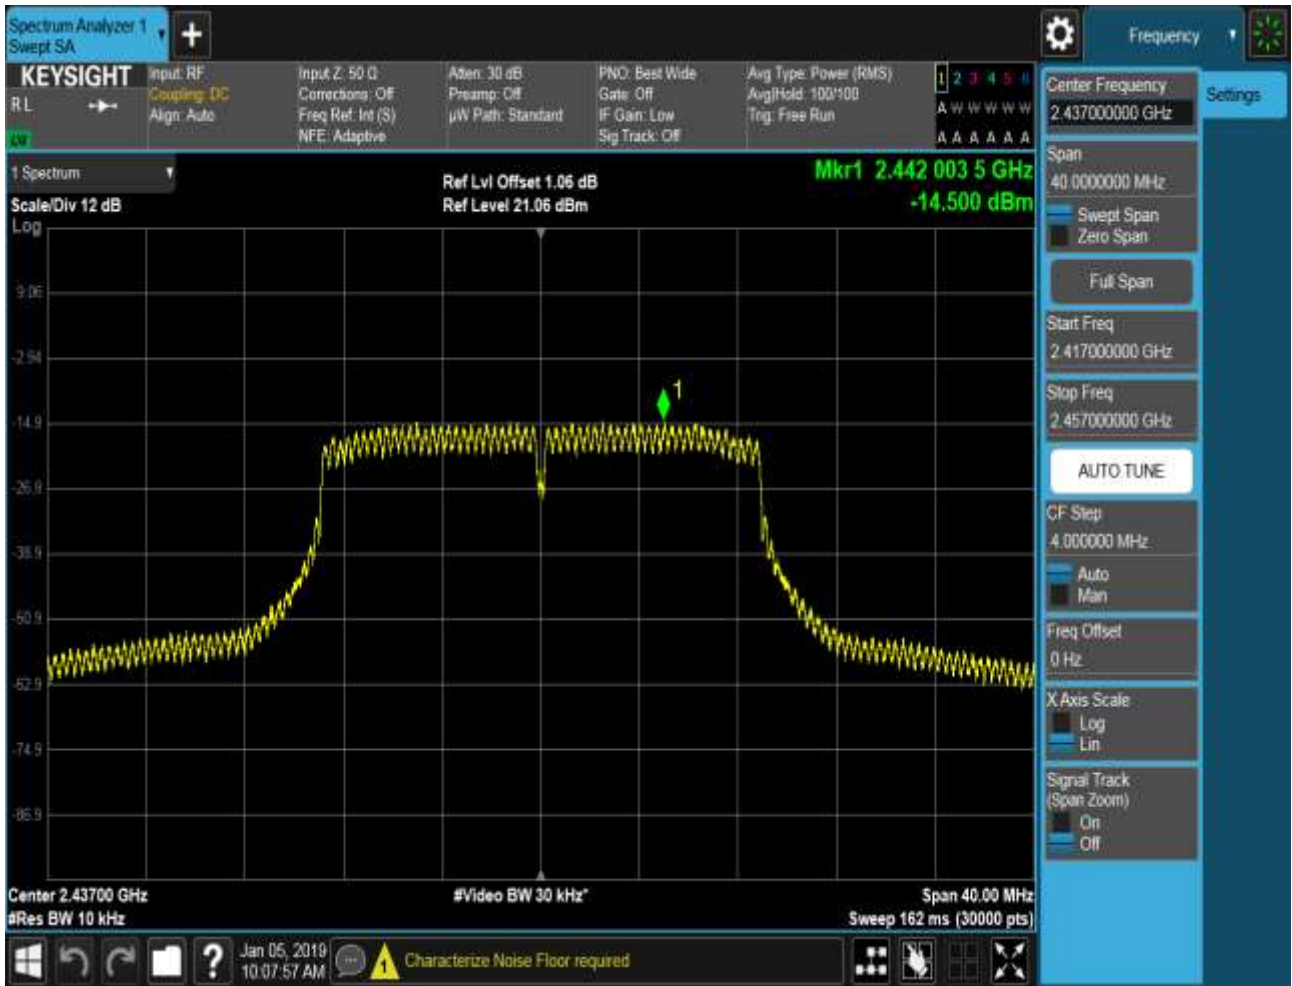 Spectrum Analyzer 1
Swept SA
+
Frequency
KEYSIGHT
RL
LXI
Input: RF
Coupling: DC
Align: Auto
Input Z: 50 Ω
Corrections: Off
Freq Ref: Int (S)
NFE: Adaptive
Atten: 30 dB
Preamp: Off
µW Path: Standard
PNO: Best Wide
Gate: Off
IF Gain: Low
Sig Track: Off
Avg Type: Power (RMS)
Avg|Hold: 100/100
Trig: Free Run
1 2 3 4 5 6
A W W W W W
A A A A A A
Center Frequency
2.437000000 GHz
Settings
Span
40.0000000 MHz
Swept Span
Zero Span
Full Span
Start Freq
2.417000000 GHz
Stop Freq
2.457000000 GHz
AUTO TUNE
CF Step
4.000000 MHz
Auto
Man
Freq Offset
0 Hz
X Axis Scale
Log
Lin
Signal Track
(Span Zoom)
On
Off
1 Spectrum
Scale/Div 12 dB
Log
Ref Lvl Offset 1.06 dB
Ref Level 21.06 dBm
Mkr1 2.442 003 5 GHz
-14.500 dBm
9.06
-2.94
1
-14.9
-26.9
-38.9
-50.9
-62.9
-74.9
-86.9
Center 2.43700 GHz
#Video BW 30 kHz*
Span 40.00 MHz
#Res BW 10 kHz
Sweep 162 ms (30000 pts)
?
Jan 05, 2019
10:07:57 AM
1
Characterize Noise Floor required